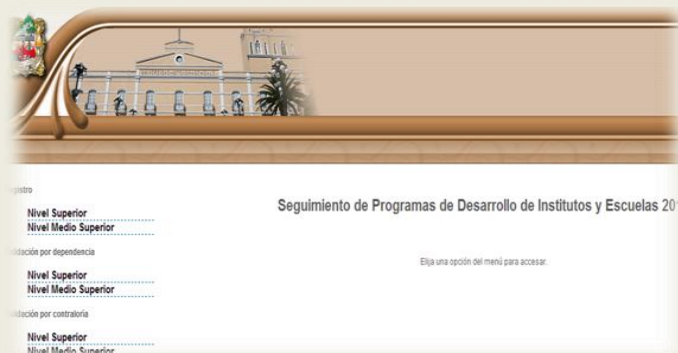 Seguimiento de Programas de Desarrollo de Institutos y Escuelas
Elija una opción del menú para accesar.
Nivel Superior
Nivel Medio Superior
por dependencia
Nivel Superior
Nivel Medio Superior
por contraloría
Nivel Superior
Nivel Medio Superior